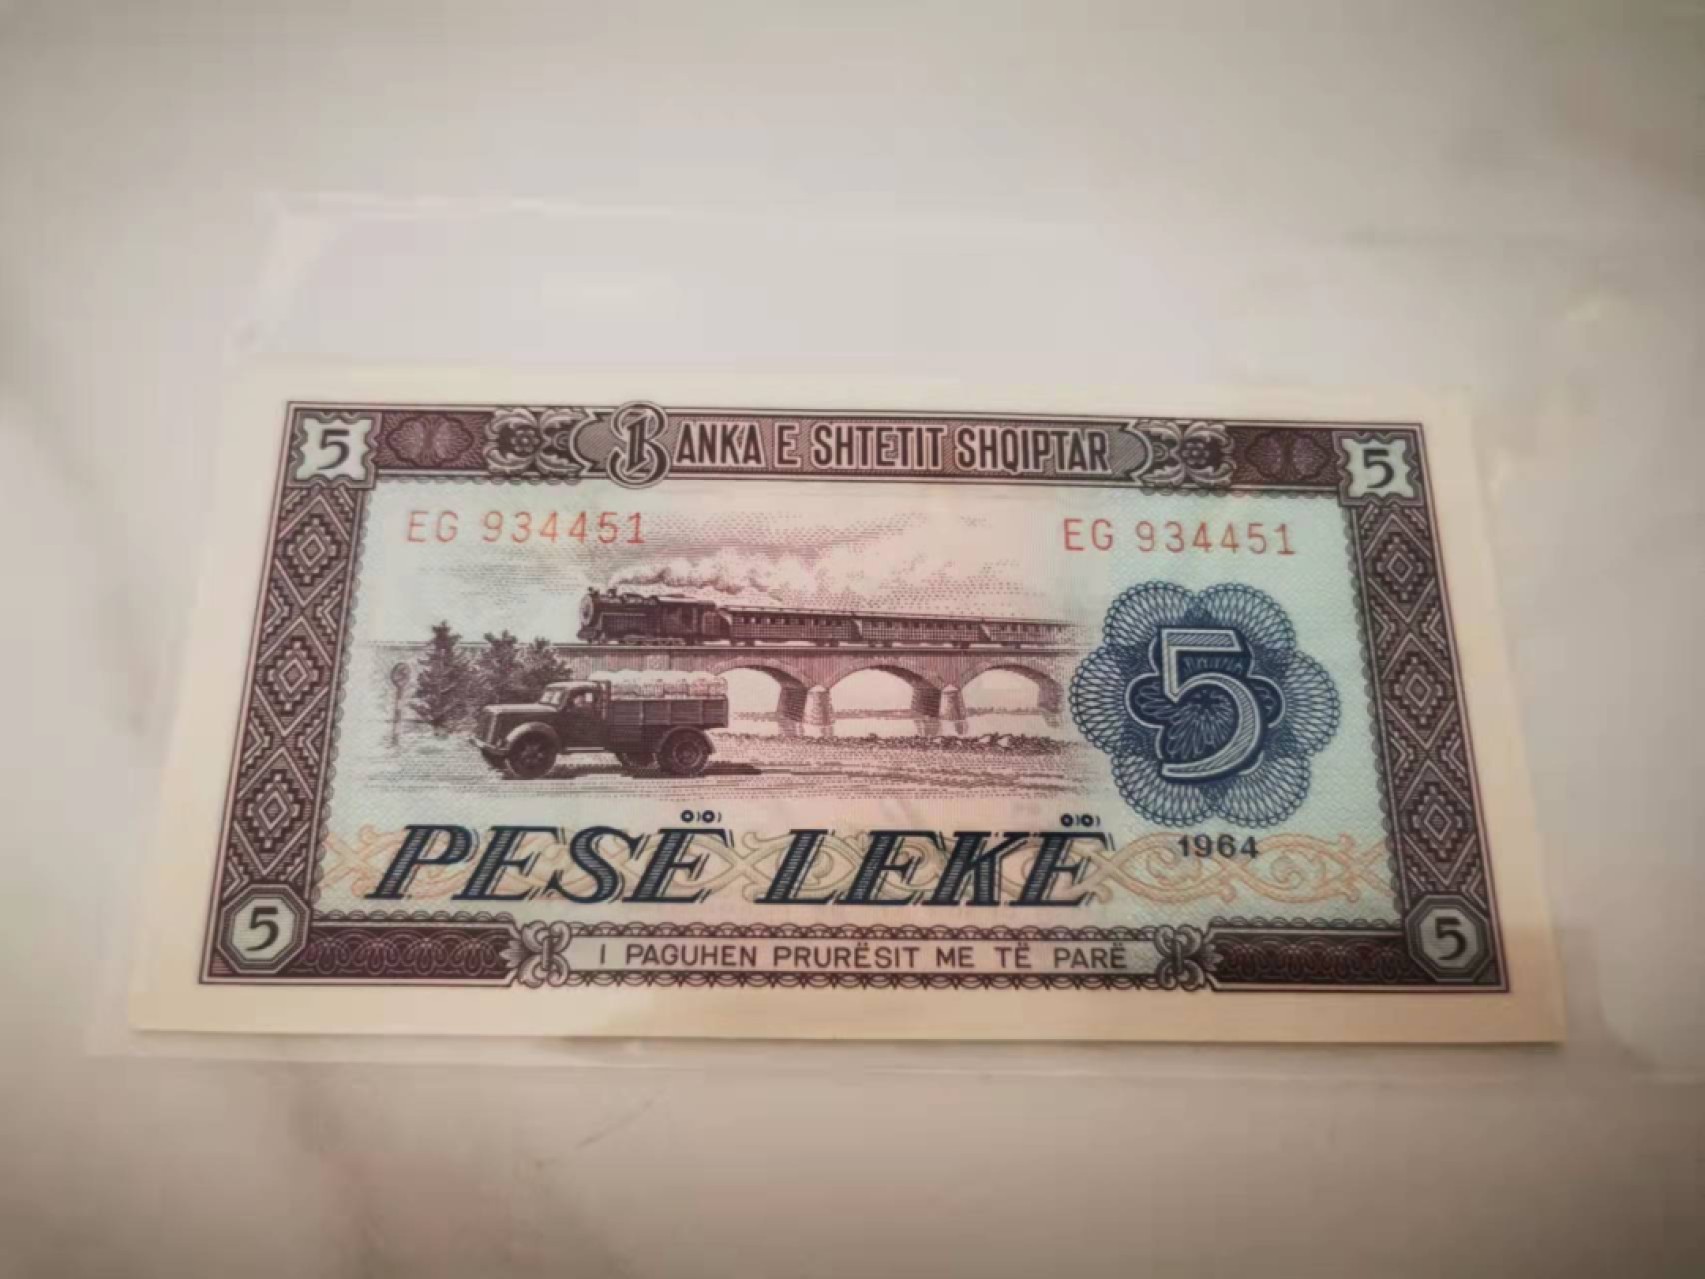 5 BANKA E SHTETIT SHQIPTAR 5
EG 934451 EG 934451
5
PESË LEKË 1964
5 I PAGUHEN PRURËSIT ME TË PARË 5